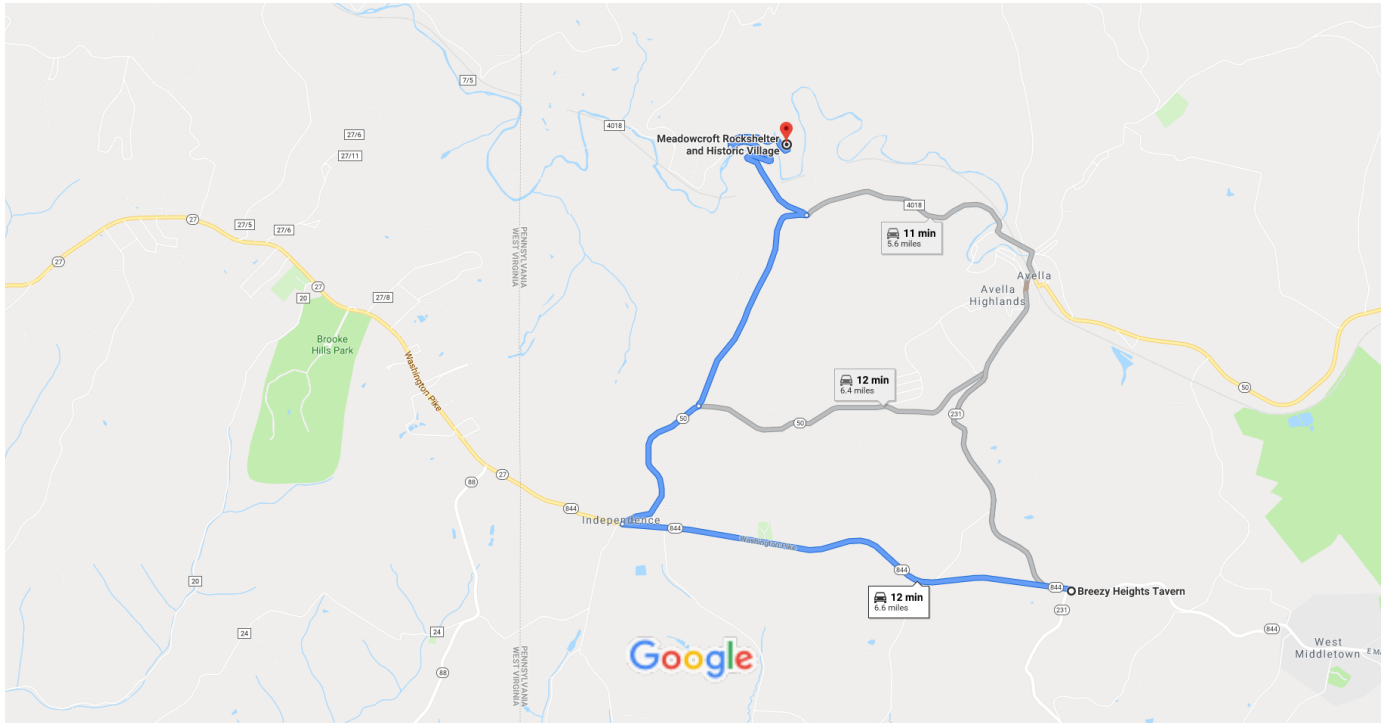 7/5
27/6
4018
27/11
Meadowcroft Rockshelter
and Historic Village
4018
27
27/5
27/6
11 min
5.6 miles
PENNSYLVANIA
WEST VIRGINIA
27
27
Avella
Avella
Highlands
20
27/8
Brooke
Hills Park
Washington Pike
12 min
6.4 miles
50
50
50
231
88
27
844
Independence
844
Washington Pike
844
20
12 min
6.6 miles
844
Breezy Heights Tavern
231
24
24
844
Google
West
Middletown
PENNSYLVANIA
WEST VIRGINIA
88